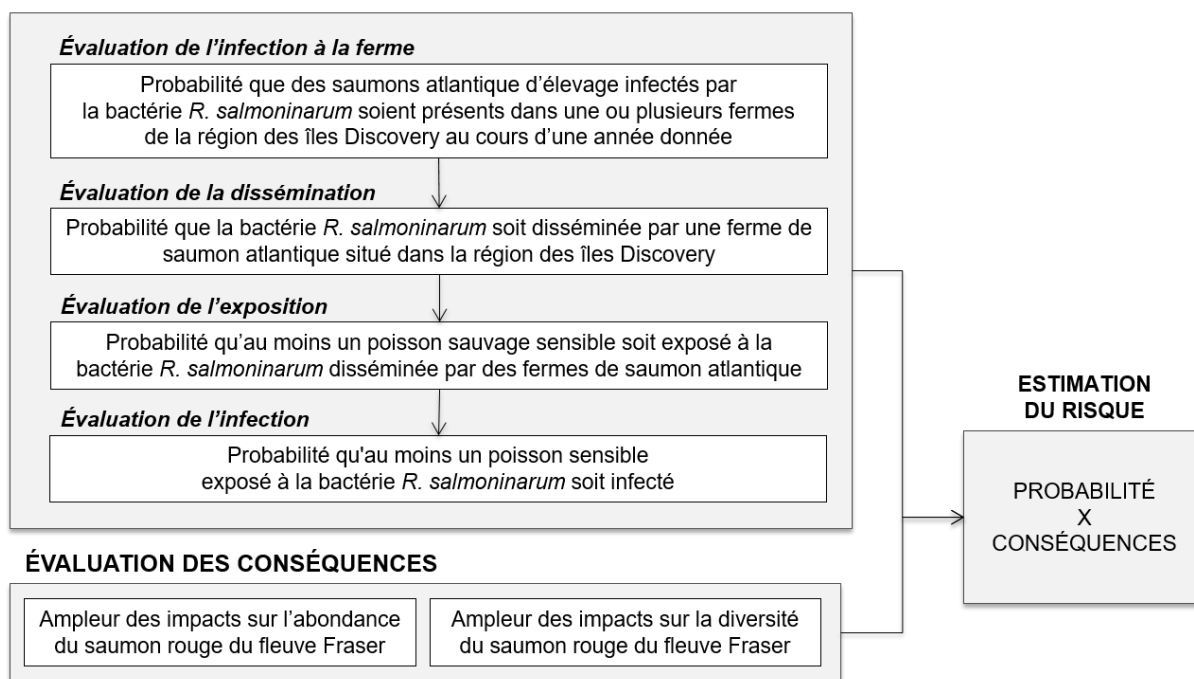 Évaluation de l'infection à la ferme
Probabilité que des saumons atlantique d'élevage infectés par
la bactérie R. salmoninarum soient présents dans une ou plusieurs fermes
de la région des îles Discovery au cours d'une année donnée
Évaluation de la dissémination
Probabilité que la bactérie R. salmoninarum soit disséminée par une ferme de
saumon atlantique situé dans la région des îles Discovery
Évaluation de l'exposition
Probabilité qu'au moins un poisson sauvage sensible soit exposé à la
bactérie R. salmoninarum disséminée par des fermes de saumon atlantique
Évaluation de l'infection
Probabilité qu'au moins un poisson sensible
exposé à la bactérie R. salmoninarum soit infecté
ÉVALUATION DES CONSÉQUENCES
Ampleur des impacts sur l'abondance
du saumon rouge du fleuve Fraser
Ampleur des impacts sur la diversité
du saumon rouge du fleuve Fraser
ESTIMATION
DU RISQUE
PROBABILITÉ
X
CONSÉQUENCES